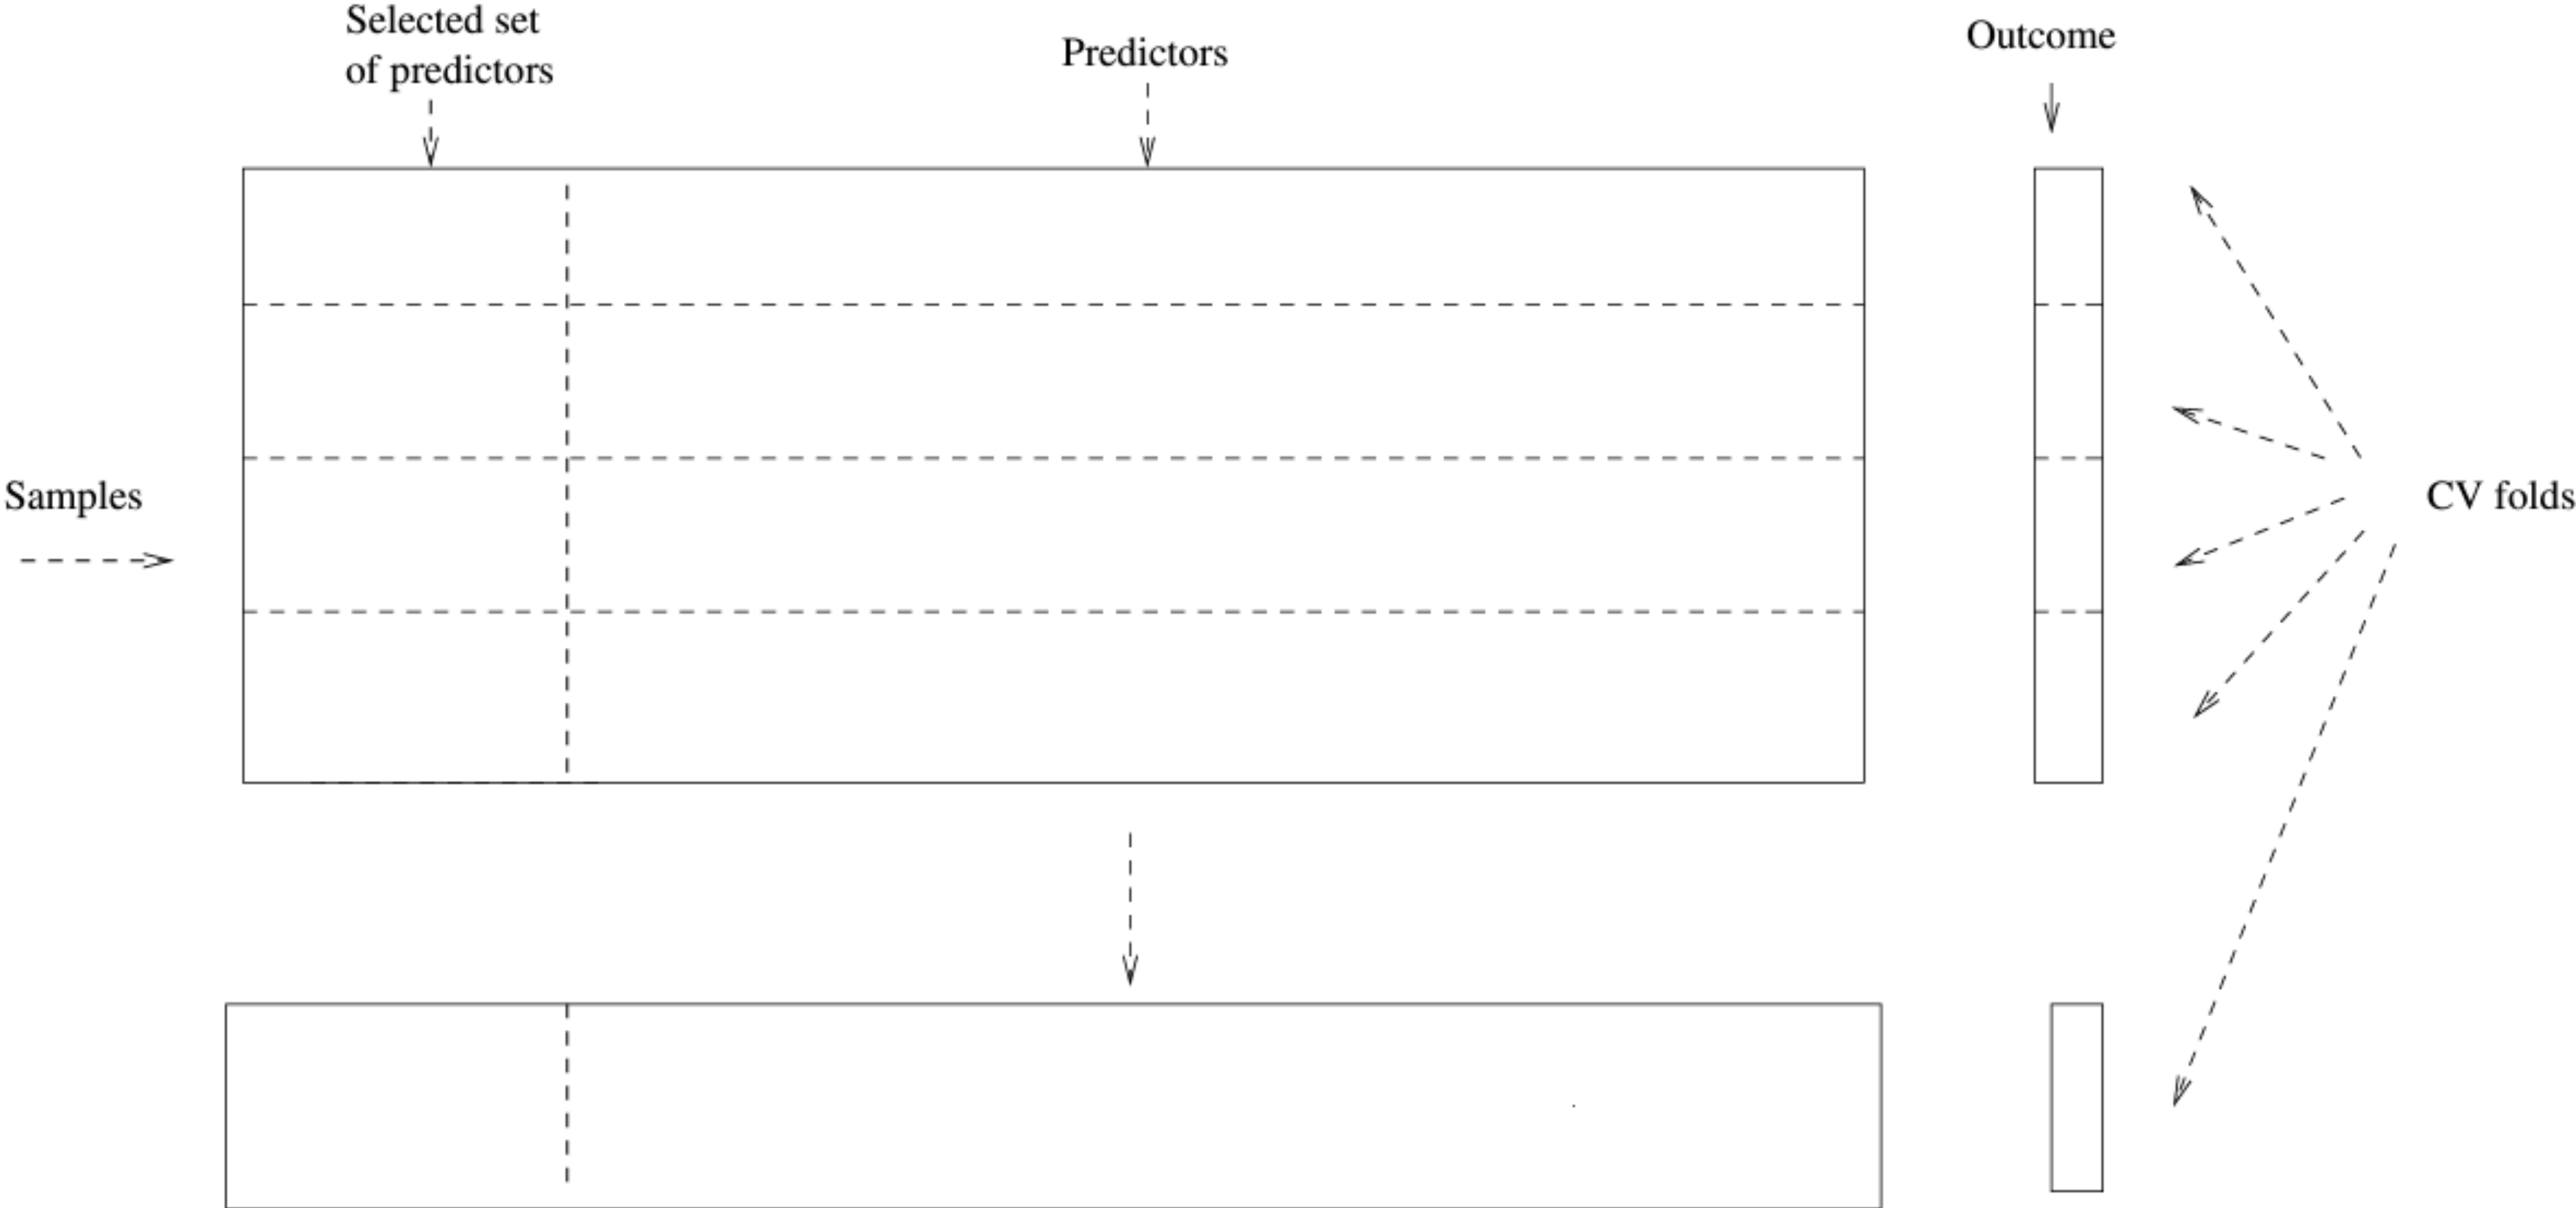 Selected set
of predictors
Predictors
Outcome
Samples
CV folds